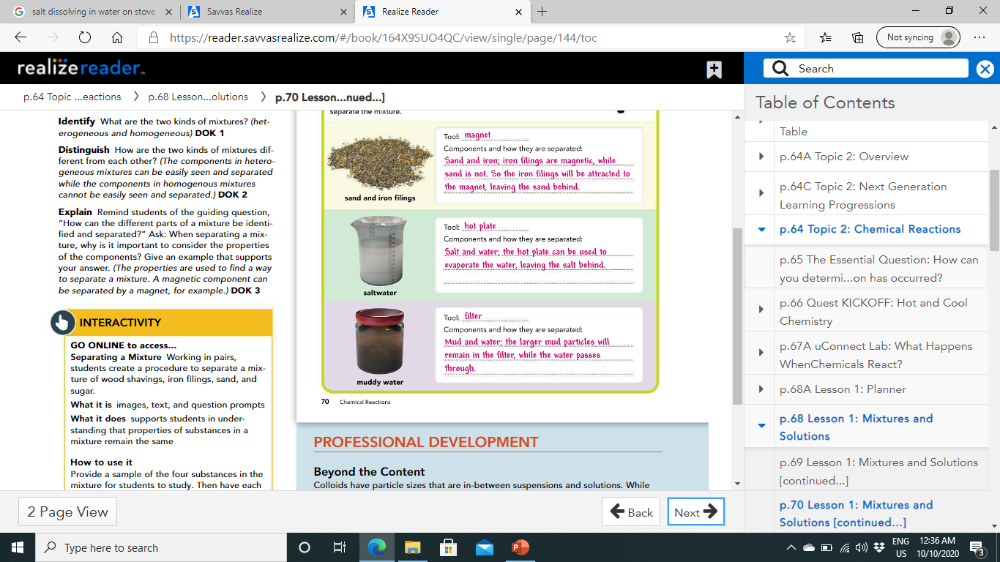 salt dissolving in water on stove
Savvas Realize
Realize Reader
https://reader.savvasrealize.com/#/book/164X9SUO4QC/view/single/page/144/toc
Not syncing
realizereader™
Search
p.64 Topic ...eactions
p.68 Lesson...olutions
p.70 Lesson...nued...]
Identify What are the two kinds of mixtures? (het-
erogeneous and homogeneous) DOK 1
Distinguish How are the two kinds of mixtures dif-
ferent from each other? (The components in hetero-
geneous mixtures can be easily seen and separated
while the components in homogenous mixtures
cannot be easily seen and separated.) DOK 2
Explain Remind students of the guiding question,
“How can the different parts of a mixture be identi-
fied and separated?” Ask: When separating a mix-
ture, why is it important to consider the properties
of the components? Give an example that supports
your answer. (The properties are used to find a way
to separate a mixture. A magnetic component can
be separated by a magnet, for example.) DOK 3
INTERACTIVITY
GO ONLINE to access...
Separating a Mixture Working in pairs,
students create a procedure to separate a mix-
ture of wood shavings, iron filings, sand, and
sugar.
What it is images, text, and question prompts
What it does supports students in under-
standing that properties of substances in a
mixture remain the same
How to use it
Provide a sample of the four substances in the
mixture for students to study. Then have each
separate the mixture.
sand and iron filings
Tool: magnet
Components and how they are separated:
Sand and iron; iron filings are magnetic, while
sand is not. So the iron filings will be attracted to
the magnet, leaving the sand behind.
saltwater
Tool: hot plate
Components and how they are separated:
Salt and water; the hot plate can be used to
evaporate the water, leaving the salt behind.
muddy water
Tool: filter
Components and how they are separated:
Mud and water; the larger mud particles will
remain in the filter, while the water passes
through.
70 Chemical Reactions
PROFESSIONAL DEVELOPMENT
Beyond the Content
Colloids have particle sizes that are in-between suspensions and solutions. While
Table of Contents
Table
p.64A Topic 2: Overview
p.64C Topic 2: Next Generation
Learning Progressions
p.64 Topic 2: Chemical Reactions
p.65 The Essential Question: How can
you determi...on has occurred?
p.66 Quest KICKOFF: Hot and Cool
Chemistry
p.67A uConnect Lab: What Happens
WhenChemicals React?
p.68A Lesson 1: Planner
p.68 Lesson 1: Mixtures and
Solutions
p.69 Lesson 1: Mixtures and Solutions
[continued...]
p.70 Lesson 1: Mixtures and
Solutions [continued...]
2 Page View
Back
Next
Type here to search
ENG
US
12:36 AM
10/10/2020
3